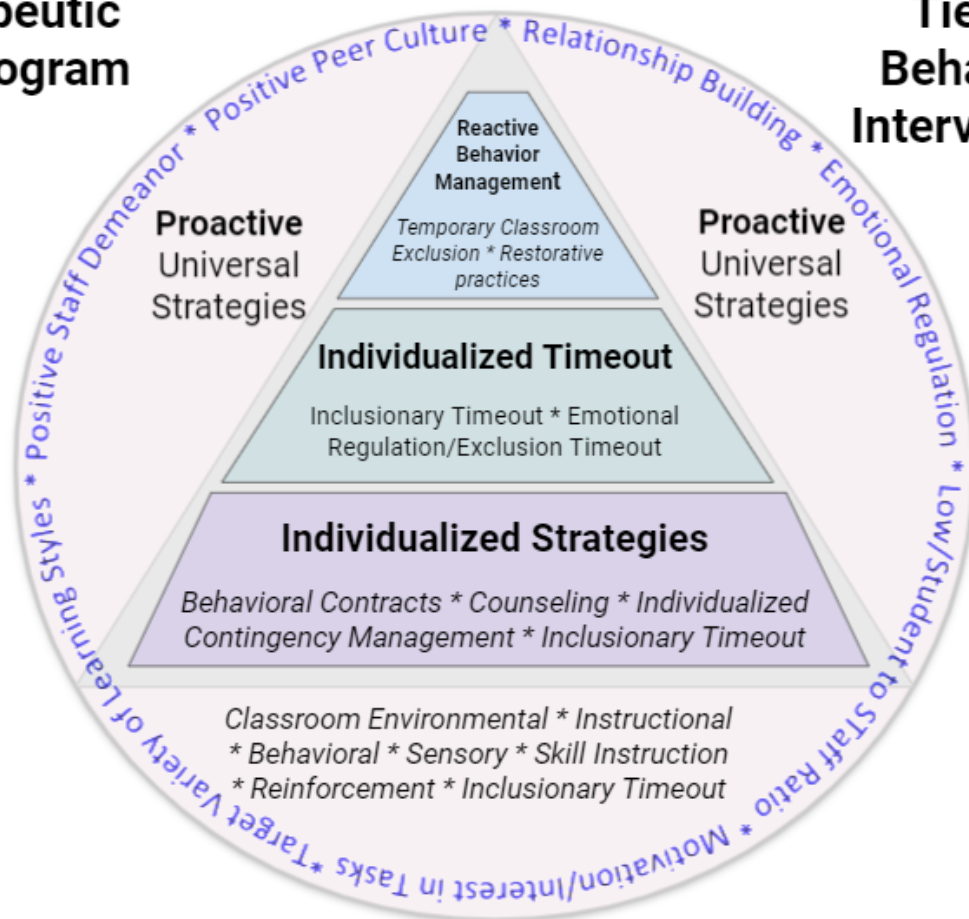 peutic
ogram
Tie
Beha
Interv
* Positive Peer Culture * Relationship Building * Emotional Regulation * Low/Student to STaff Ratio * Motivation/Interest in Tasks *Target Variety of Learning Styles * Positive Staff Demeanor
Proactive
Universal
Strategies
Reactive
Behavior
Management
Temporary Classroom
Exclusion * Restorative
practices
Proactive
Universal
Strategies
Individualized Timeout
Inclusionary Timeout * Emotional
Regulation/Exclusion Timeout
Individualized Strategies
Behavioral Contracts * Counseling * Individualized
Contingency Management * Inclusionary Timeout
Classroom Environmental * Instructional
* Behavioral * Sensory * Skill Instruction
* Reinforcement * Inclusionary Timeout